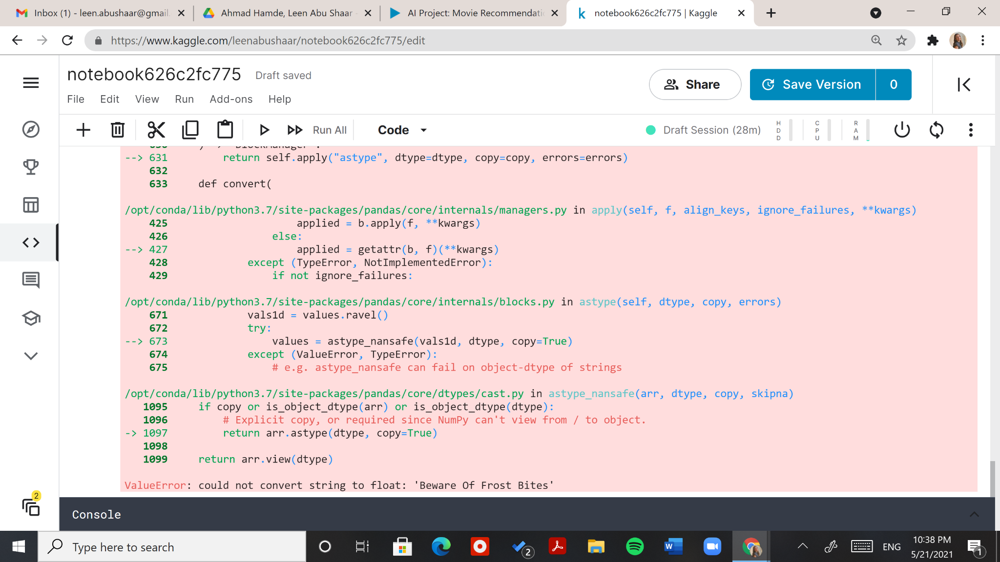 Inbox (1) - leen.abushaar@gmail.
Ahmad Hamde, Leen Abu Shaar -
AI Project: Movie Recommendatio
notebook626c2fc775 | Kaggle
https://www.kaggle.com/leenabushaar/notebook626c2fc775/edit
notebook626c2fc775 Draft saved
Share
Save Version 0
File Edit View Run Add-ons Help
Run All Code Draft Session (28m) HDD CPU RAM
--> 631         return self.apply("astype", dtype=dtype, copy=copy, errors=errors)
632
633     def convert(
/opt/conda/lib/python3.7/site-packages/pandas/core/internals/managers.py in apply(self, f, align_keys, ignore_failures, **kwargs)
425                     applied = b.apply(f, **kwargs)
426                 else:
--> 427                     applied = getattr(b, f)(**kwargs)
428             except (TypeError, NotImplementedError):
429                 if not ignore_failures:
/opt/conda/lib/python3.7/site-packages/pandas/core/internals/blocks.py in astype(self, dtype, copy, errors)
671             vals1d = values.ravel()
672             try:
--> 673                 values = astype_nansafe(vals1d, dtype, copy=True)
674             except (ValueError, TypeError):
675                 # e.g. astype_nansafe can fail on object-dtype of strings
/opt/conda/lib/python3.7/site-packages/pandas/core/dtypes/cast.py in astype_nansafe(arr, dtype, copy, skipna)
1095     if copy or is_object_dtype(arr) or is_object_dtype(dtype):
1096         # Explicit copy, or required since NumPy can't view from / to object.
-> 1097         return arr.astype(dtype, copy=True)
1098
1099     return arr.view(dtype)
ValueError: could not convert string to float: 'Beware Of Frost Bites'
2
Console
Type here to search
2
ENG
10:38 PM
5/21/2021
1